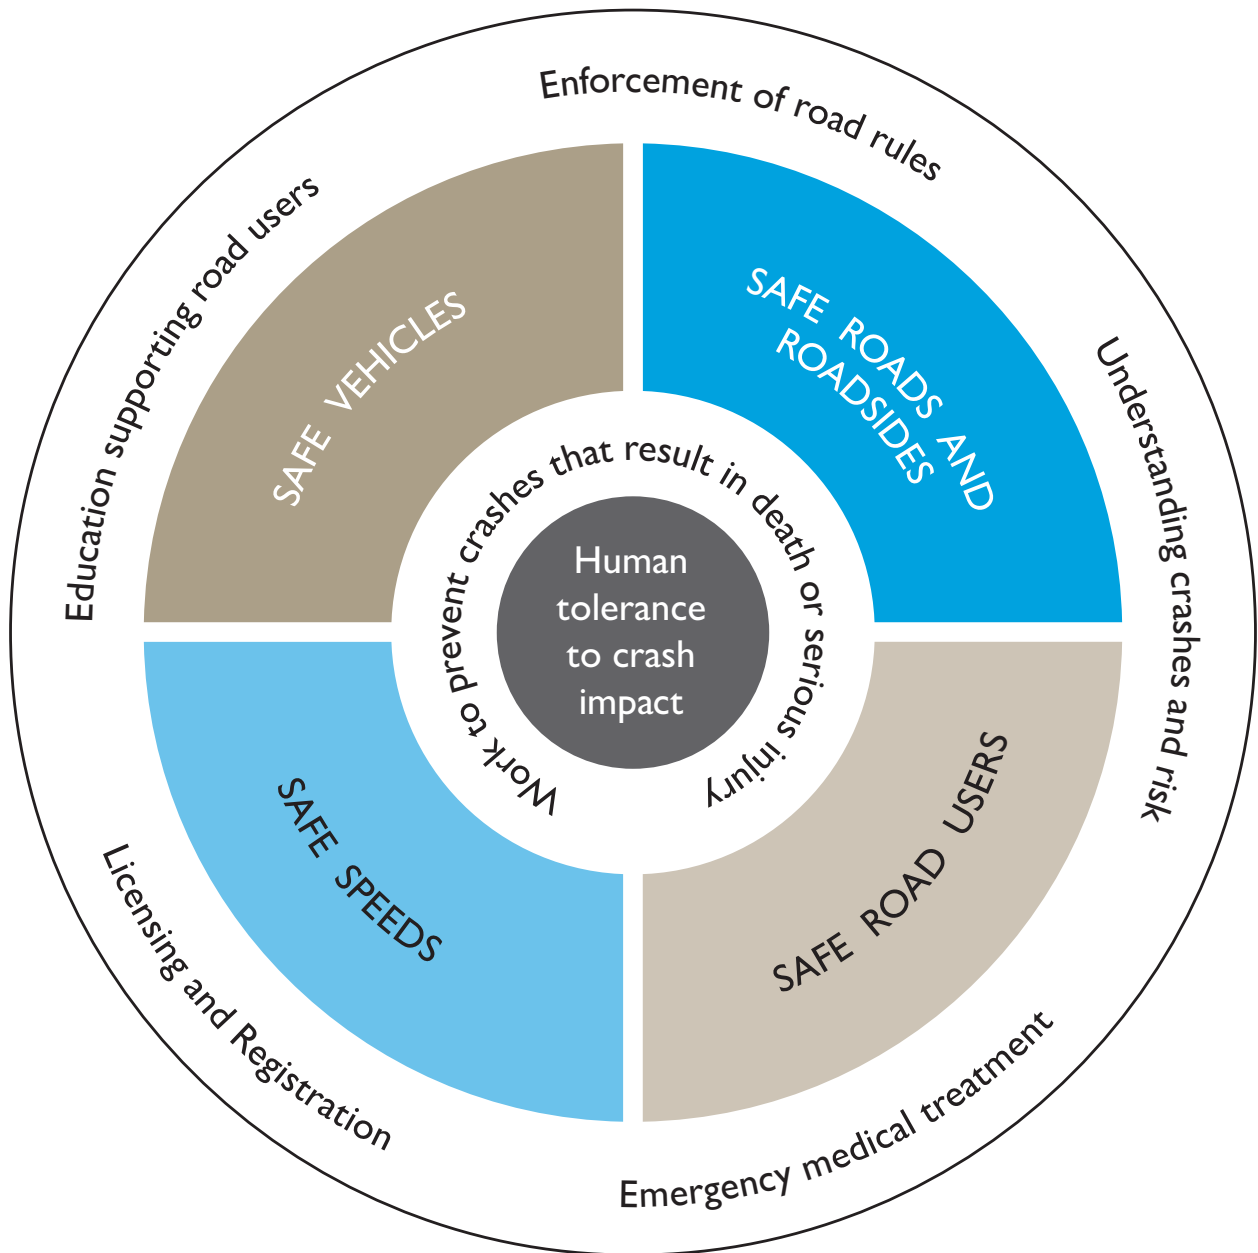 Enforcement of road rules
Education supporting road users
Understanding crashes and risk
Licensing and Registration
Emergency medical treatment
SAFE VEHICLES
SAFE ROADS AND
ROADSIDES
SAFE SPEEDS
SAFE ROAD USERS
Work to prevent crashes that result in death or serious injury
Human
tolerance
to crash
impact